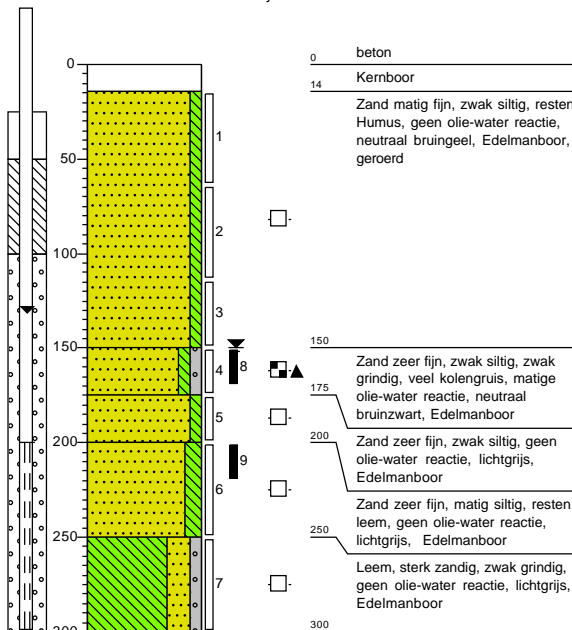 0
beton
0
14
Kernboor
Zand matig fijn, zwak siltig, resten
Humus, geen olie-water reactie,
neutraal bruingeel, Edelmanboor,
geroerd
1
50
2
100
3
150
150
4
8
Zand zeer fijn, zwak siltig, zwak
grindig, veel kolengruis, matige
olie-water reactie, neutraal
bruinzwart, Edelmanboor
175
5
200
200
Zand zeer fijn, zwak siltig, geen
olie-water reactie, lichtgrijs,
Edelmanboor
9
6
Zand zeer fijn, matig siltig, resten
leem, geen olie-water reactie,
lichtgrijs, Edelmanboor
250
250
Leem, sterk zandig, zwak grindig,
geen olie-water reactie, lichtgrijs,
Edelmanboor
7
300
300